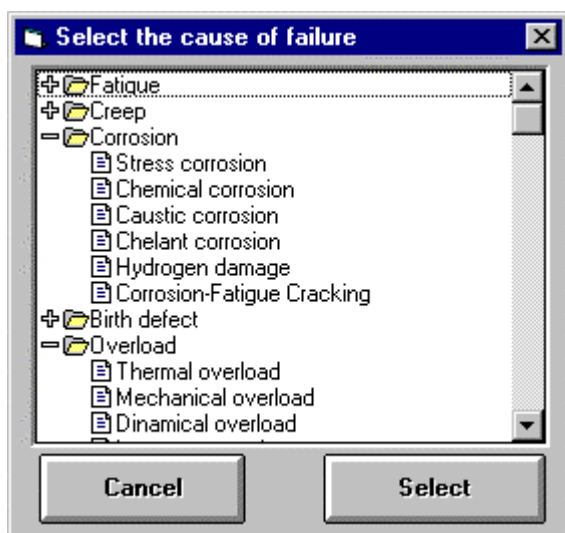 Select the cause of failure
Fatique
Creep
Corrosion
Stress corrosion
Chemical corrosion
Caustic corrosion
Chelant corrosion
Hydrogen damage
Corrosion-Fatigue Cracking
Birth defect
Overload
Thermal overload
Mechanical overload
Dinamical overload
Cancel Select